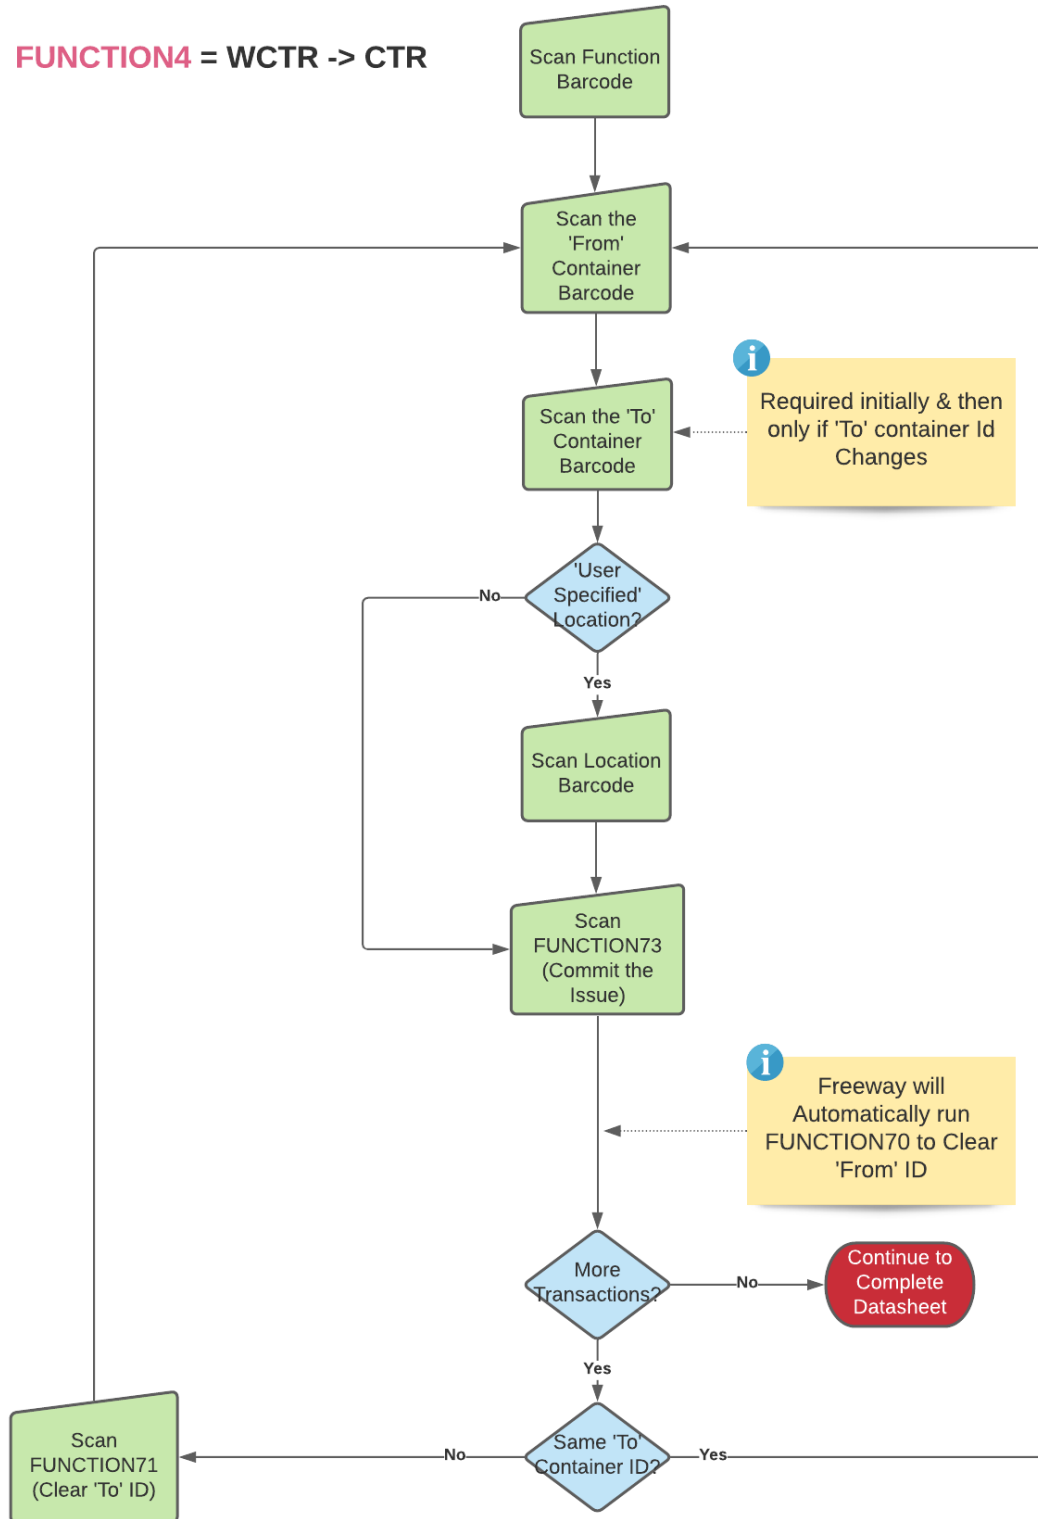 FUNCTION4 = WCTR -> CTR
Scan Function
Barcode
Scan the
'From'
Container
Barcode
Scan the 'To'
Container
Barcode
Required initially & then
only if 'To' container Id
Changes
'User
Specified'
Location?
No
Yes
Scan Location
Barcode
Scan
FUNCTION73
(Commit the
Issue)
Freeway will
Automatically run
FUNCTION70 to Clear
'From' ID
More
Transactions?
No
Continue to
Complete
Datasheet
Yes
Same 'To'
Container ID?
No
Yes
Scan
FUNCTION71
(Clear 'To' ID)